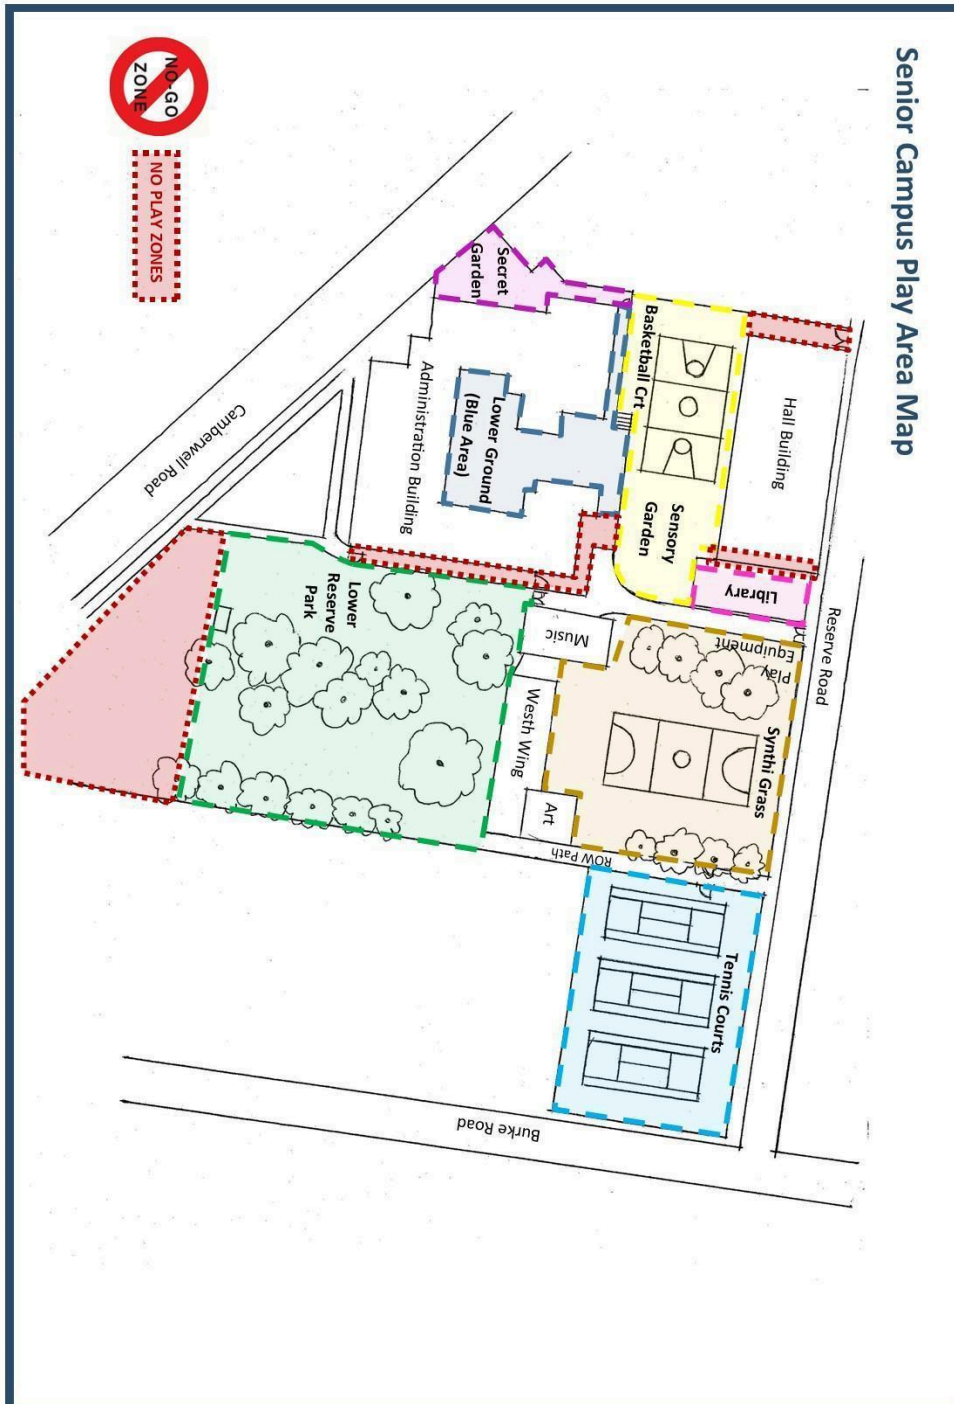 Senior Campus Play Area Map
NO-GO
ZONE
NO PLAY ZONES
Reserve Road
Hall Building
Library
Basketball Crt
Sensory
Garden
Secret
Garden
Lower Ground
(Blue Area)
Administration Building
Camberwell Road
Play
Equipment
Synthi Grass
Music
Westh Wing
Art
ROW Path
Lower
Reserve
Park
Tennis Courts
Burke Road